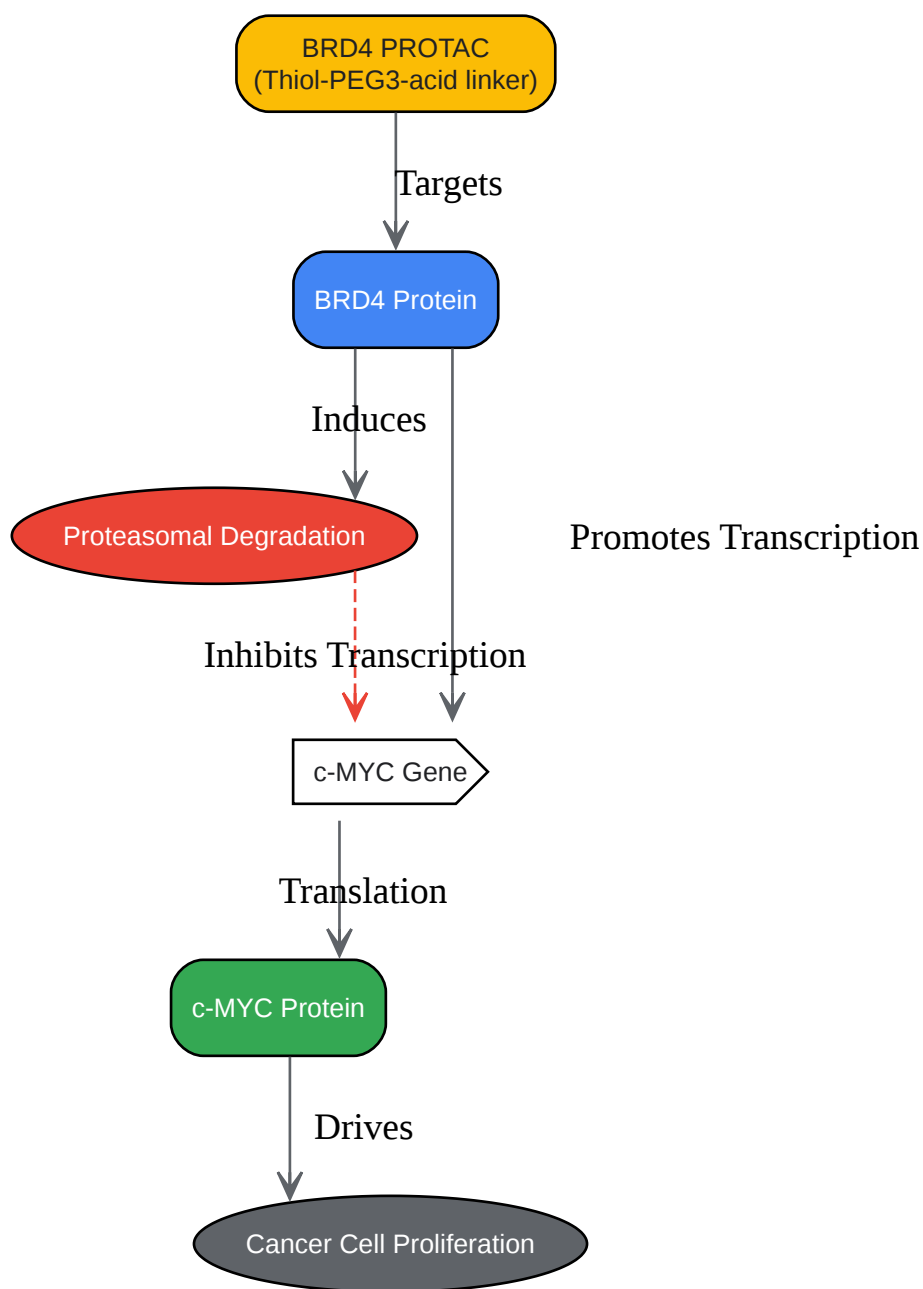 BRD4 PROTAC
(Thiol-PEG3-acid linker)
Targets
BRD4 Protein
Induces
Proteasomal Degradation
Promotes Transcription
Inhibits Transcription
c-MYC Gene
Translation
c-MYC Protein
Drives
Cancer Cell Proliferation